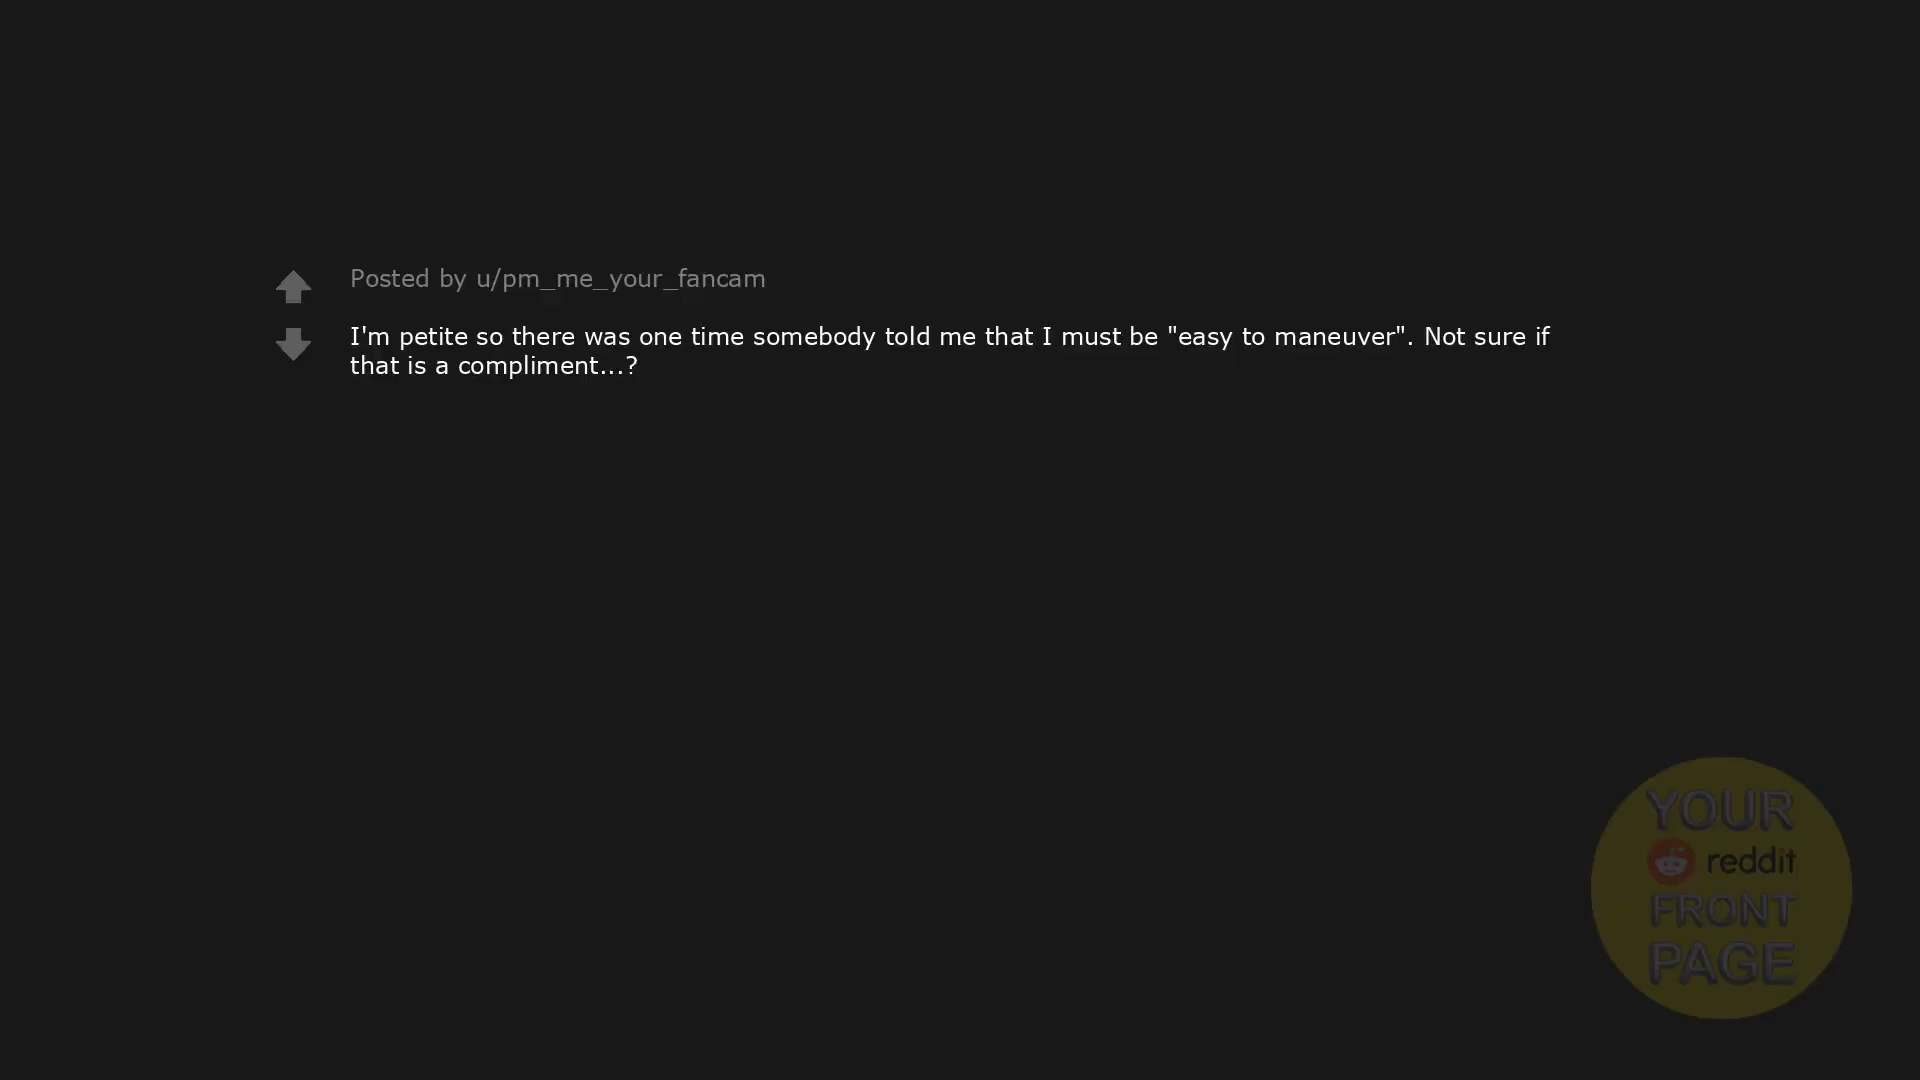 Posted by u/pm_me_your_fancam
I'm petite so there was one time somebody told me that I must be "easy to maneuver". Not sure if
that is a compliment...?
YOUR
reddit
FRONT
PAGE